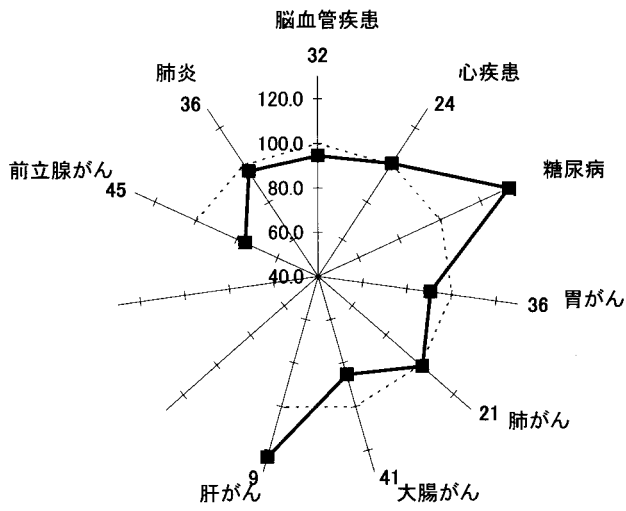 脳血管疾患
32
肺炎
36
心疾患
24
120.0
100.0
80.0
60.0
40.0
前立腺がん
45
糖尿病
36
胃がん
21
肺がん
41
大腸がん
9
肝がん